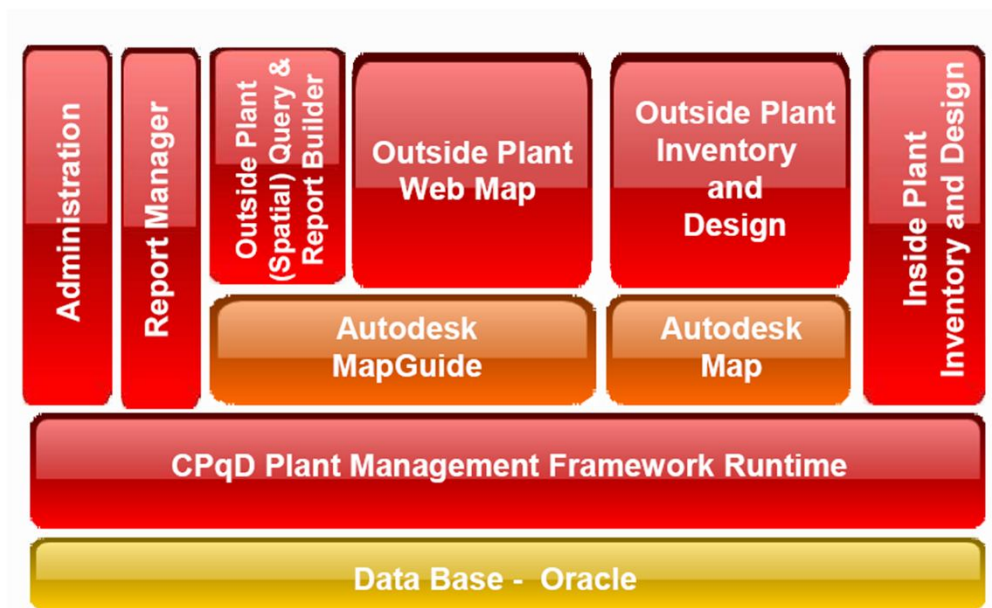 Administration
Report Manager
Outside Plant
(Spatial) Query &
Report Builder
Outside Plant
Web Map
Outside Plant
Inventory
and
Design
Inside Plant
Inventory and Design
Autodesk
MapGuide
Autodesk
Map
CPqD Plant Management Framework Runtime
Data Base - Oracle